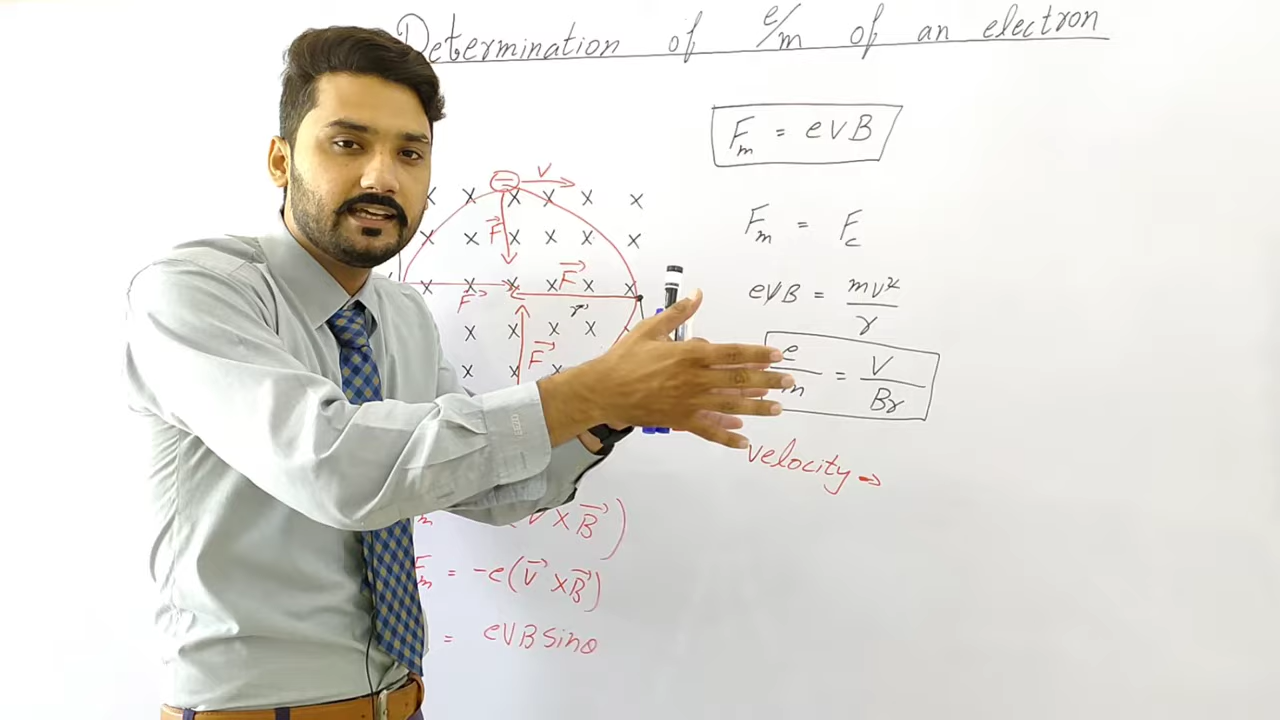 Determination of e/m of an electron
Fm = evB
V
F
Fm = Fc
F
F
r
evB = mv²/r
F
e/m = V/Br
velocity →
m (V × B)
Fm = -e(V × B)
= evB sinθ